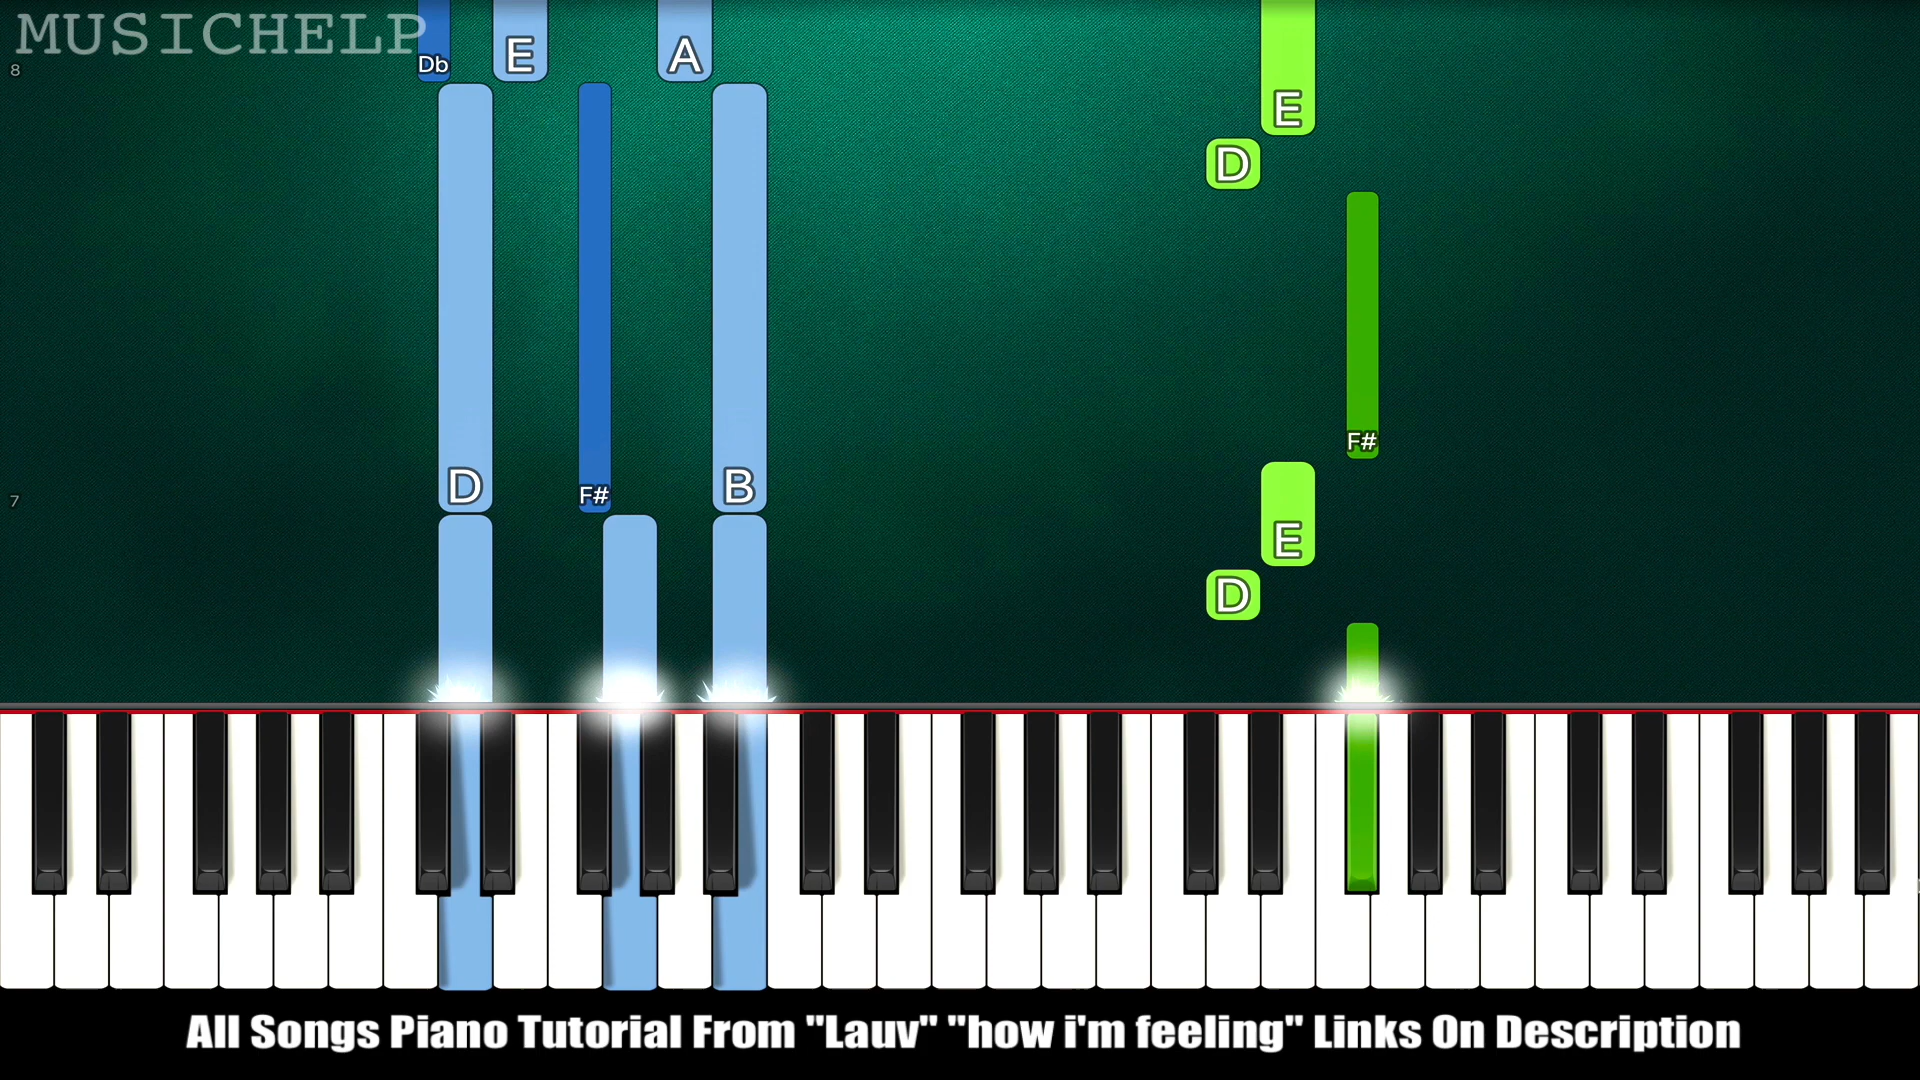 MUSICHELP
Db E A
8
E
D
F#
D F# B
7
E
D
All Songs Piano Tutorial From "Lauv" "how i'm feeling" Links On Description